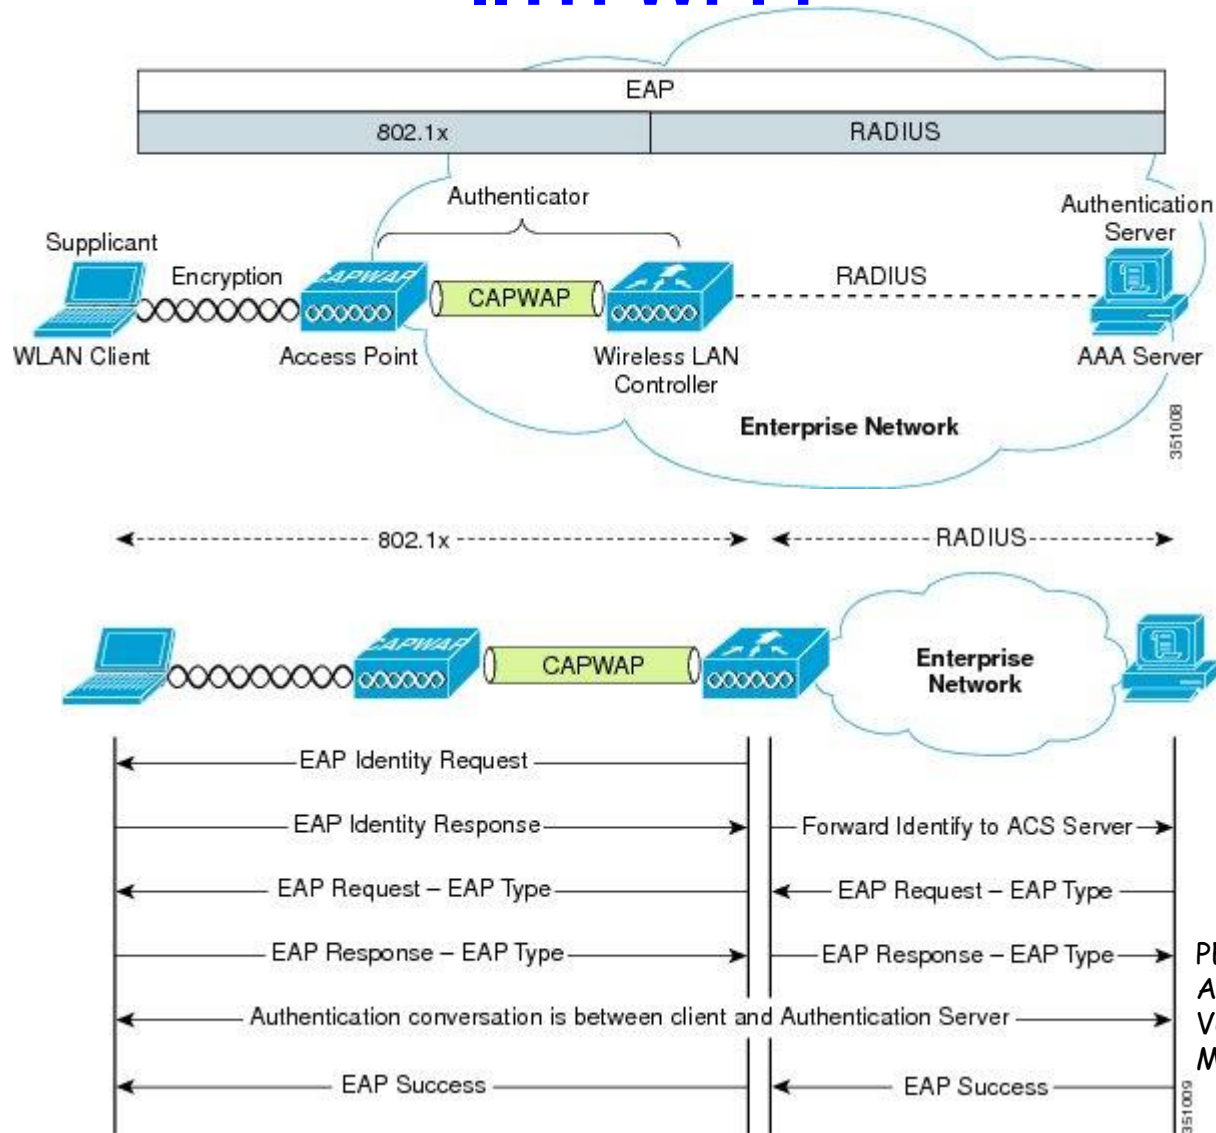 EAP
802.1x
RADIUS
Authenticator
Authentication
Server
Supplicant
Encryption
CAPWAP
CAPWAP
RADIUS
WLAN Client
Access Point
Wireless LAN
Controller
AAA Server
Enterprise Network
351008
802.1x
RADIUS
CAPWAP
CAPWAP
Enterprise
Network
EAP Identity Request
EAP Identity Response
Forward Identify to ACS Server
EAP Request – EAP Type
EAP Request – EAP Type
EAP Response – EAP Type
EAP Response – EAP Type
Authentication conversation is between client and Authentication Server
EAP Success
EAP Success
351009